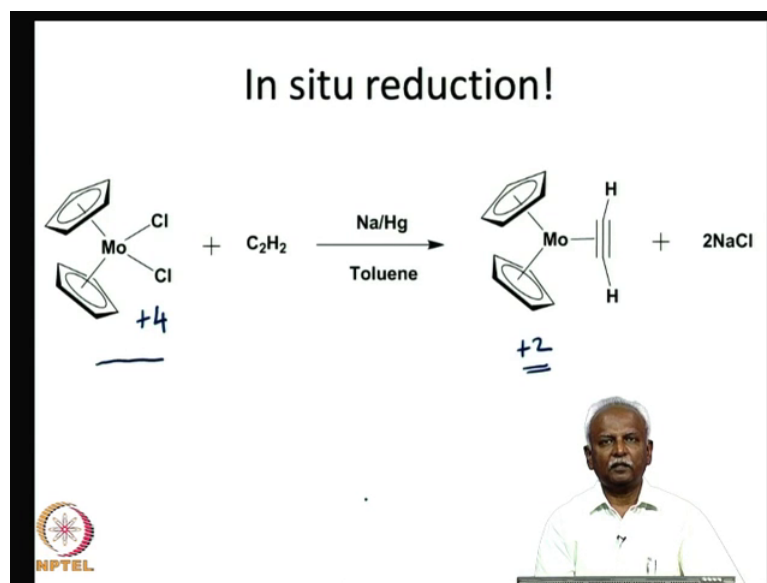 In situ reduction!
Cl
Mo
Cl
+4
+
C₂H₂
Na/Hg
Toluene
H
Mo
H
+2
+
2NaCl
NPTEL